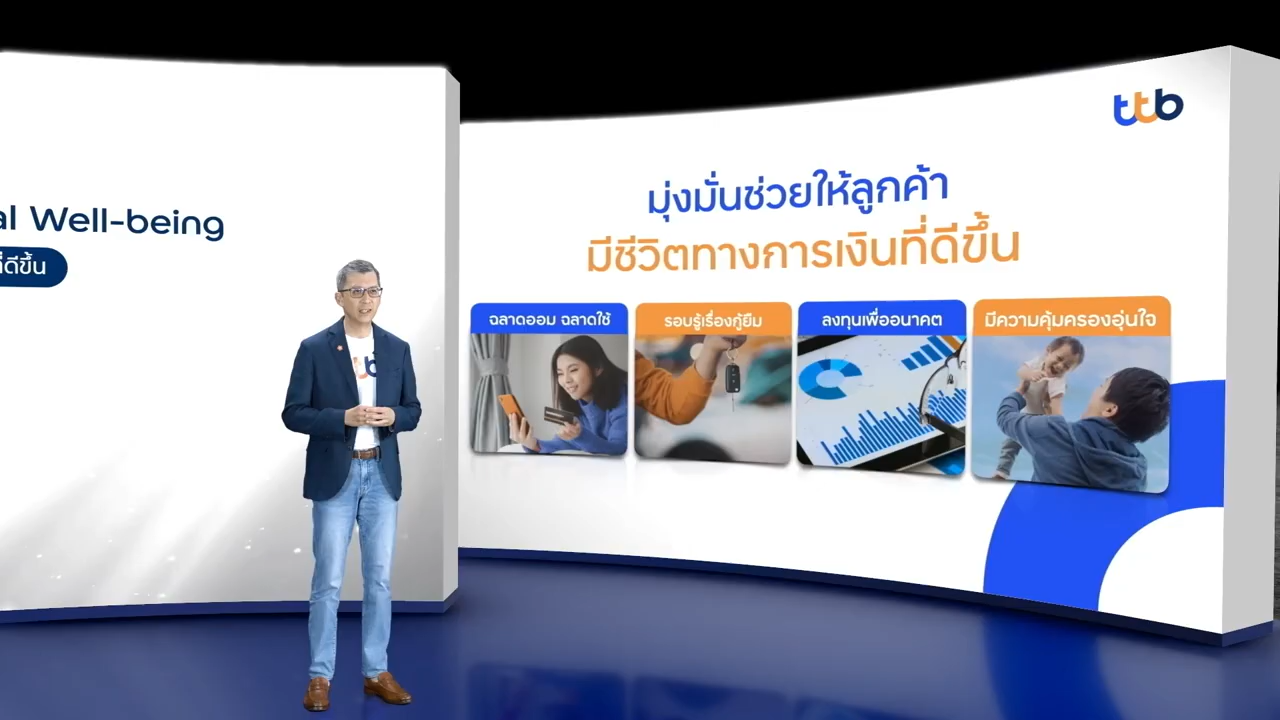 al Well-being
ที่ดีขึ้น
ttb
มุ่งมั่นช่วยให้ลูกค้า
มีชีวิตทางการเงินที่ดีขึ้น
ฉลาดออม ฉลาดใช้
รอบรู้เรื่องกู้ยืม
ลงทุนเพื่ออนาคต
มีความคุ้มครองอุ่นใจ
ttb